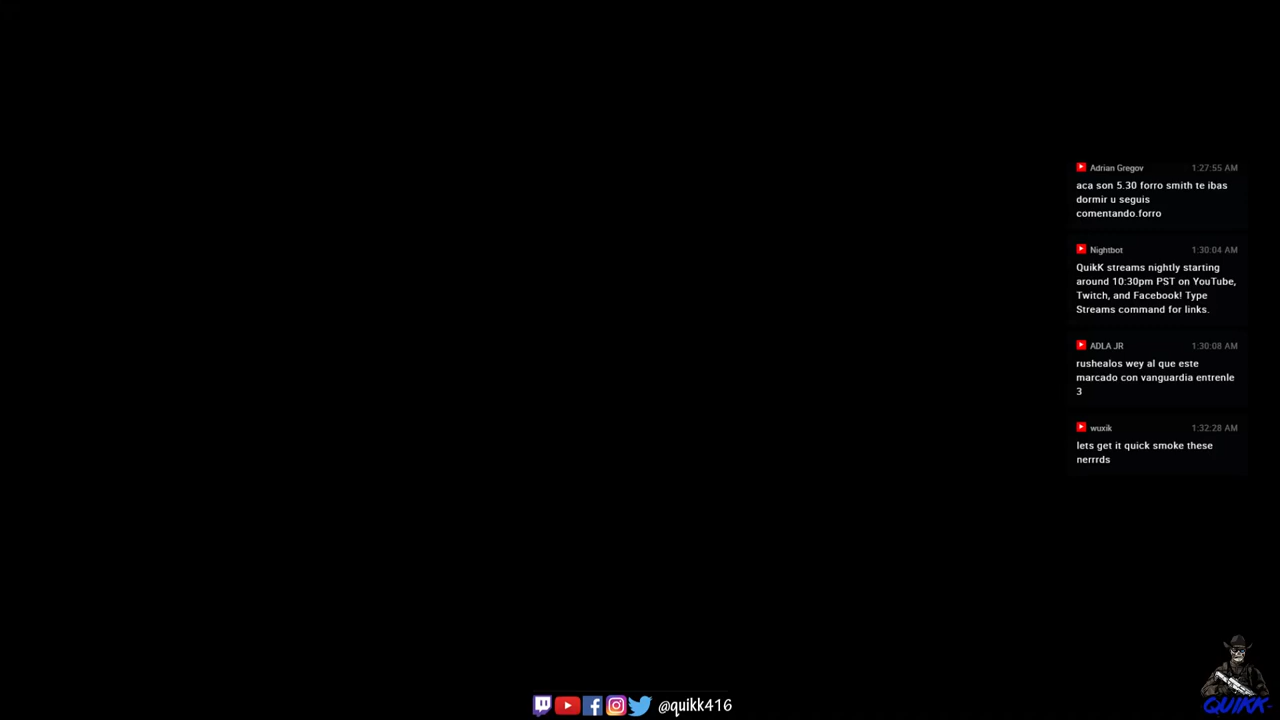 Adrian Gregov 1:27:55 AM
aca son 5.30 forro smith te ibas
dormir u seguis
comentando.forro
Nightbot 1:30:04 AM
QuikK streams nightly starting
around 10:30pm PST on YouTube,
Twitch, and Facebook! Type
Streams command for links.
ADLA JR 1:30:08 AM
rushealos wey al que este
marcado con vanguardia entrenle
3
wuxik 1:32:28 AM
lets get it quick smoke these
nerrrds
QUIKK
@quikk416